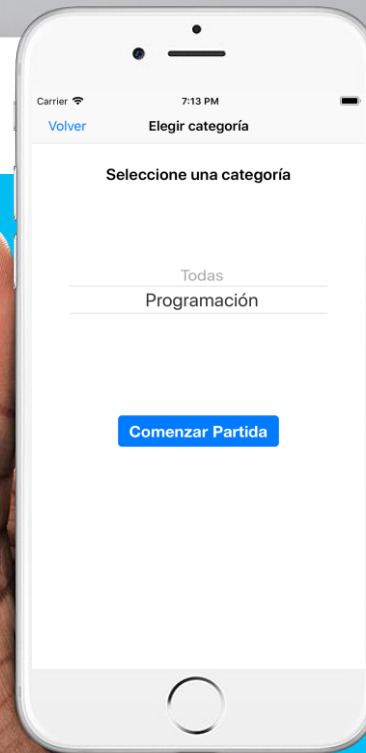 Carrier
7:13 PM
Volver
Elegir categoría
Seleccione una categoría
Todas
Programación
Comenzar Partida